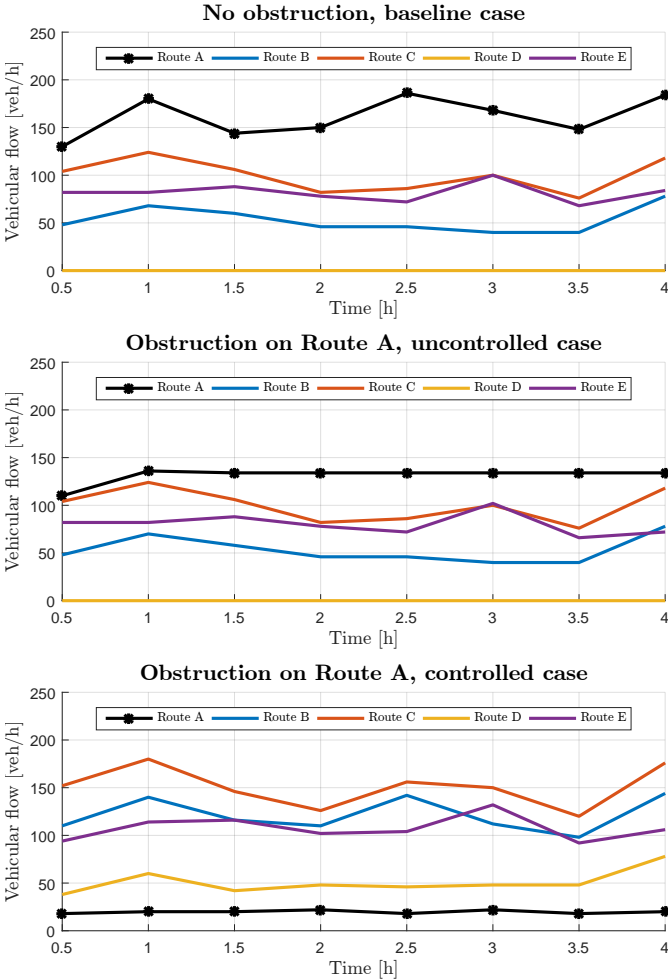 No obstruction, baseline case
250
200
150
100
50
0
Vehicular flow [veh/h]
Route A Route B Route C Route D Route E
0.5 1 1.5 2 2.5 3 3.5 4
Time [h]
Obstruction on Route A, uncontrolled case
250
200
150
100
50
0
Vehicular flow [veh/h]
Route A Route B Route C Route D Route E
0.5 1 1.5 2 2.5 3 3.5 4
Time [h]
Obstruction on Route A, controlled case
250
200
150
100
50
0
Vehicular flow [veh/h]
Route A Route B Route C Route D Route E
0.5 1 1.5 2 2.5 3 3.5 4
Time [h]